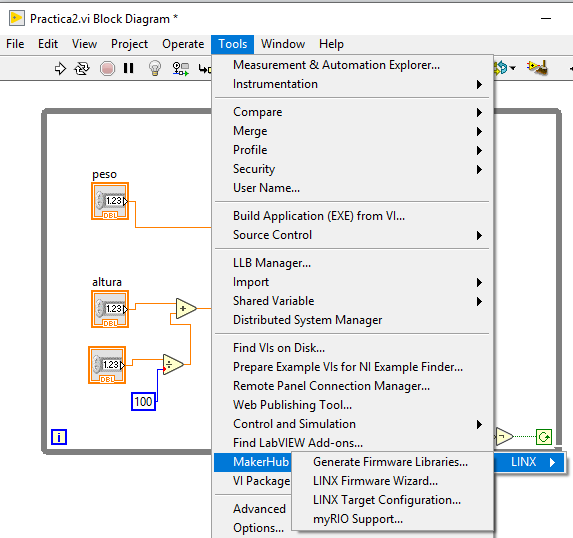 Practica2.vi Block Diagram *
File Edit View Project Operate Tools Window Help
Measurement & Automation Explorer...
Instrumentation
Compare
Merge
Profile
Security
User Name...
Build Application (EXE) from VI...
Source Control
LLB Manager...
Import
Shared Variable
Distributed System Manager
Find VIs on Disk...
Prepare Example VIs for NI Example Finder...
Remote Panel Connection Manager...
Web Publishing Tool...
Control and Simulation
Find LabVIEW Add-ons...
MakerHub
VI Package
Advanced
Options...
Generate Firmware Libraries...
LINX Firmware Wizard...
LINX Target Configuration...
myRIO Support...
LINX
peso
1.23
DBL
altura
1.23
DBL
1.23
DBL
100
i